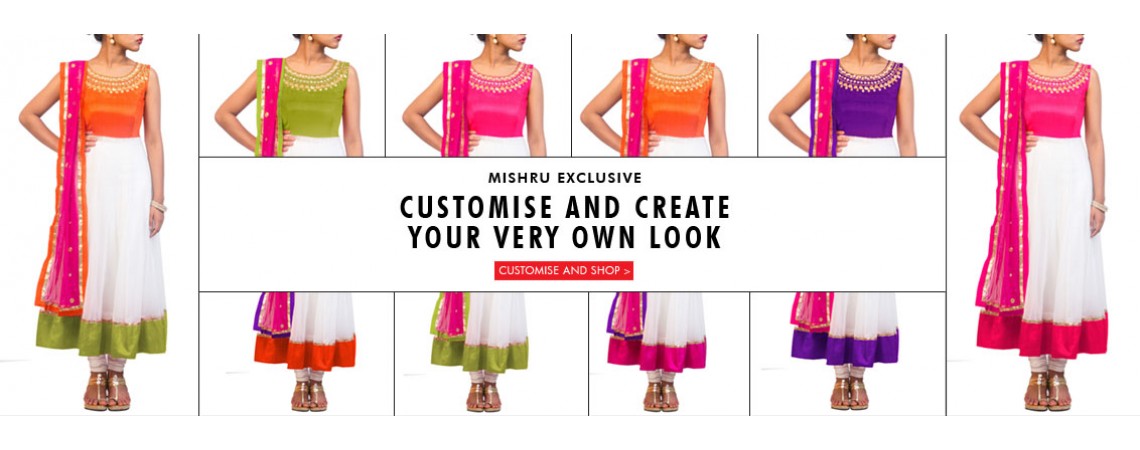 MISHRU EXCLUSIVE
CUSTOMISE AND CREATE
YOUR VERY OWN LOOK
CUSTOMISE AND SHOP >